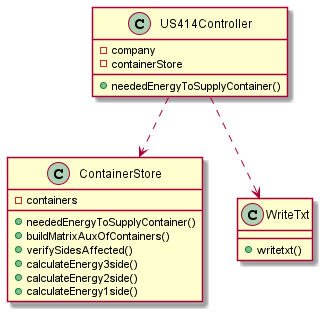 C US414Controller
company
containerStore
neededEnergyToSupplyContainer()
C ContainerStore
containers
neededEnergyToSupplyContainer()
buildMatrixAuxOfContainers()
verifySidesAffected()
calculateEnergy3side()
calculateEnergy2side()
calculateEnergy1side()
C WriteTxt
writetxt()